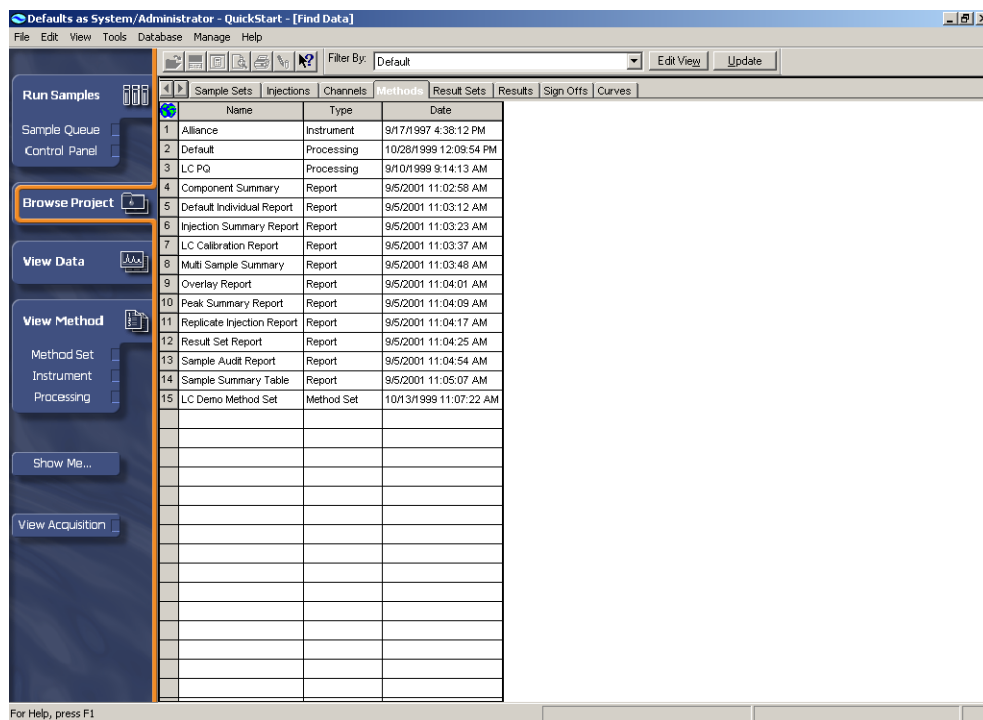 Defaults as System/Administrator - QuickStart - [Find Data]
File Edit View Tools Database Manage Help
Filter By: Default Edit View Update
Run Samples
Sample Queue
Control Panel
Browse Project
View Data
View Method
Method Set
Instrument
Processing
Show Me...
View Acquisition
Sample Sets Injections Channels Methods Result Sets Results Sign Offs Curves
Name Type Date
1 Alliance Instrument 9/17/1997 4:38:12 PM
2 Default Processing 10/28/1999 12:09:54 PM
3 LC PQ Processing 9/10/1999 9:14:13 AM
4 Component Summary Report 9/5/2001 11:02:58 AM
5 Default Individual Report Report 9/5/2001 11:03:12 AM
6 Injection Summary Report Report 9/5/2001 11:03:23 AM
7 LC Calibration Report Report 9/5/2001 11:03:37 AM
8 Multi Sample Summary Report 9/5/2001 11:03:48 AM
9 Overlay Report Report 9/5/2001 11:04:01 AM
10 Peak Summary Report Report 9/5/2001 11:04:09 AM
11 Replicate Injection Report Report 9/5/2001 11:04:17 AM
12 Result Set Report Report 9/5/2001 11:04:25 AM
13 Sample Audit Report Report 9/5/2001 11:04:54 AM
14 Sample Summary Table Report 9/5/2001 11:05:07 AM
15 LC Demo Method Set Method Set 10/13/1999 11:07:22 AM
For Help, press F1